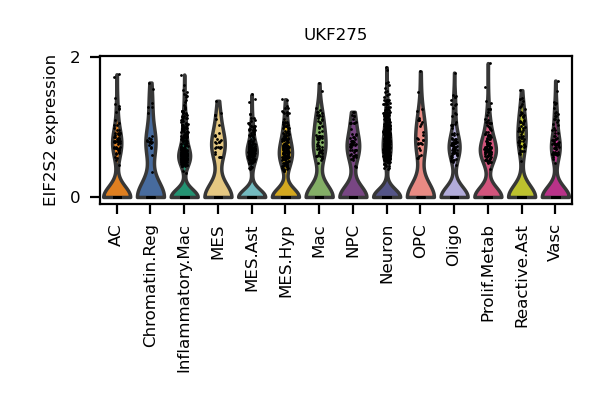 UKF275
EIF2S2 expression
2
0
AC
Chromatin.Reg
Inflammatory.Mac
MES
MES.Ast
MES.Hyp
Mac
NPC
Neuron
OPC
Oligo
Prolif.Metab
Reactive.Ast
Vasc